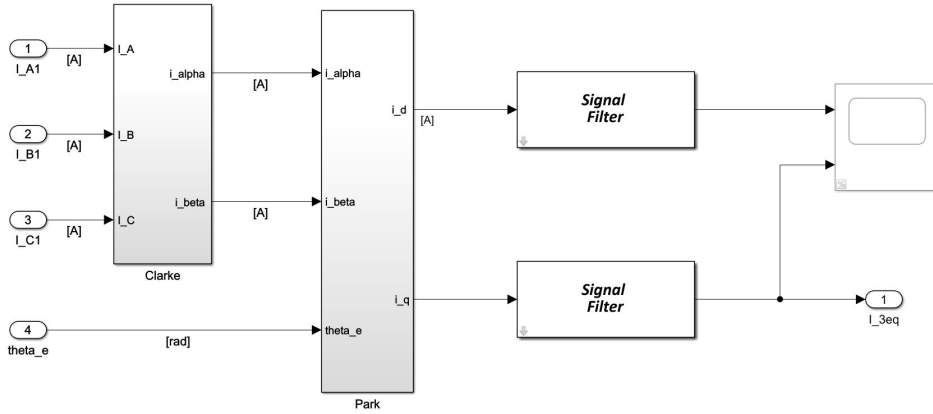 1
I_A1
[A]
I_A
2
I_B1
[A]
I_B
3
I_C1
[A]
I_C
i_alpha
i_beta
Clarke
[A]
[A]
4
theta_e
[rad]
i_alpha
i_beta
theta_e
i_d
i_q
Park
[A]
Signal
Filter
Signal
Filter
1
I_3eq